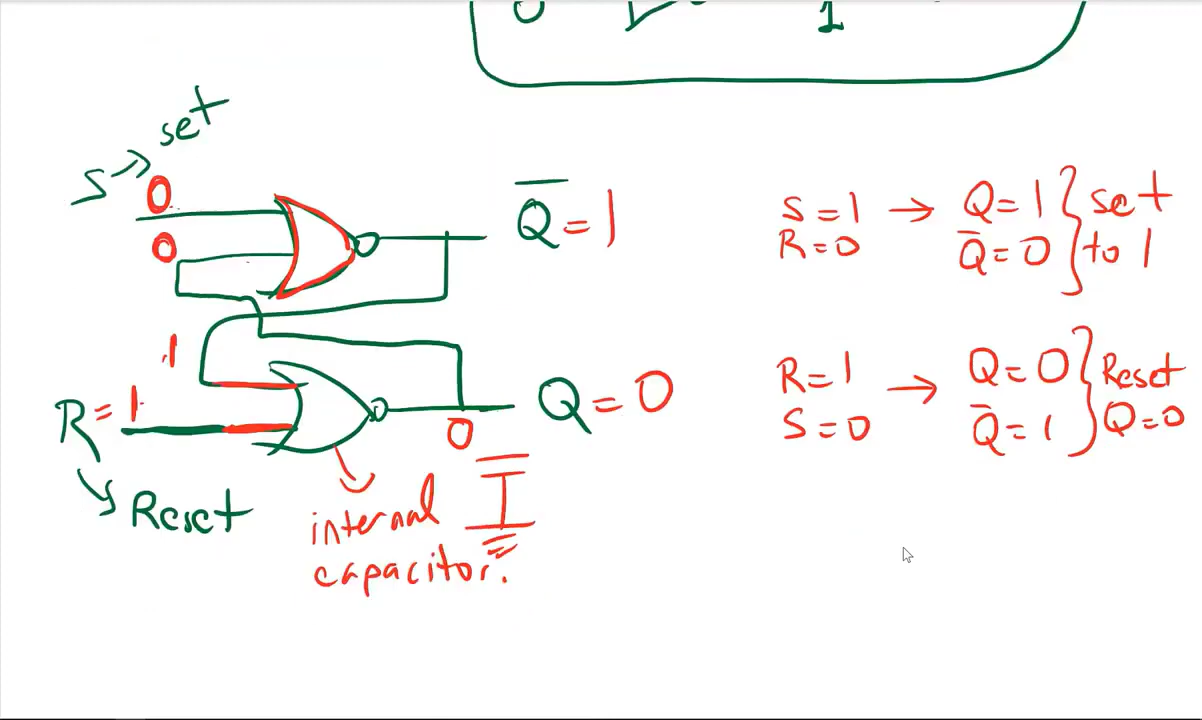 0 1
set
S →
0
0
Q̅ = 1
1
R = 1
Q = 0
0
Reset
internal
capacitor.
S = 1 → Q = 1 } set
R = 0 Q̅ = 0 } to 1
R = 1 → Q = 0 } Reset
S = 0 Q̅ = 1 } Q = 0